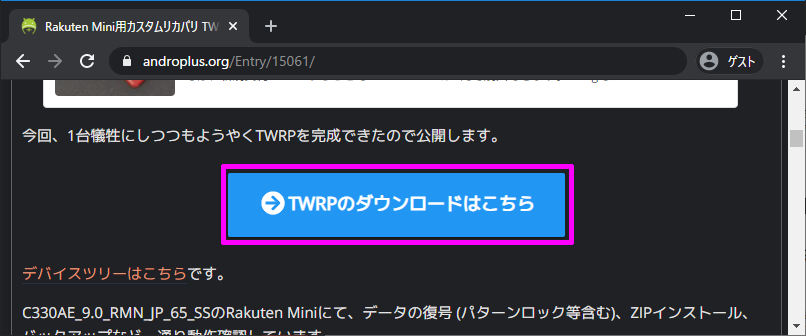 Rakuten Mini用カスタムリカバリ TW
androplus.org/Entry/15061/
ゲスト
今回、1台犠牲にしつつもようやくTWRPを完成できたので公開します。
TWRPのダウンロードはこちら
デバイスツリーはこちらです。
C330AE_9.0_RMN_JP_65_SSのRakuten Miniにて、データの復号 (パターンロック等含む)、ZIPインストール、